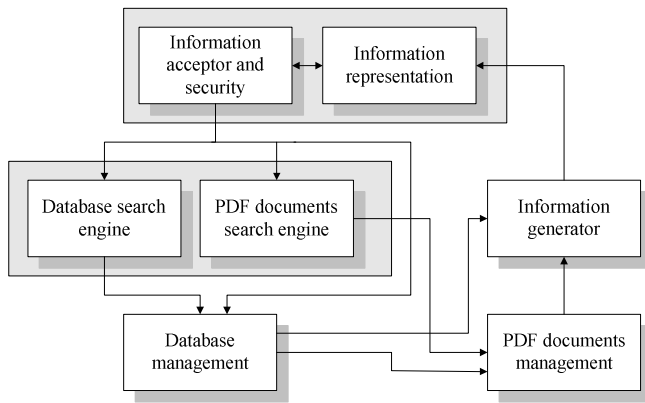 Information
acceptor and
security
Information
representation
Database search
engine
PDF documents
search engine
Information
generator
Database
management
PDF documents
management